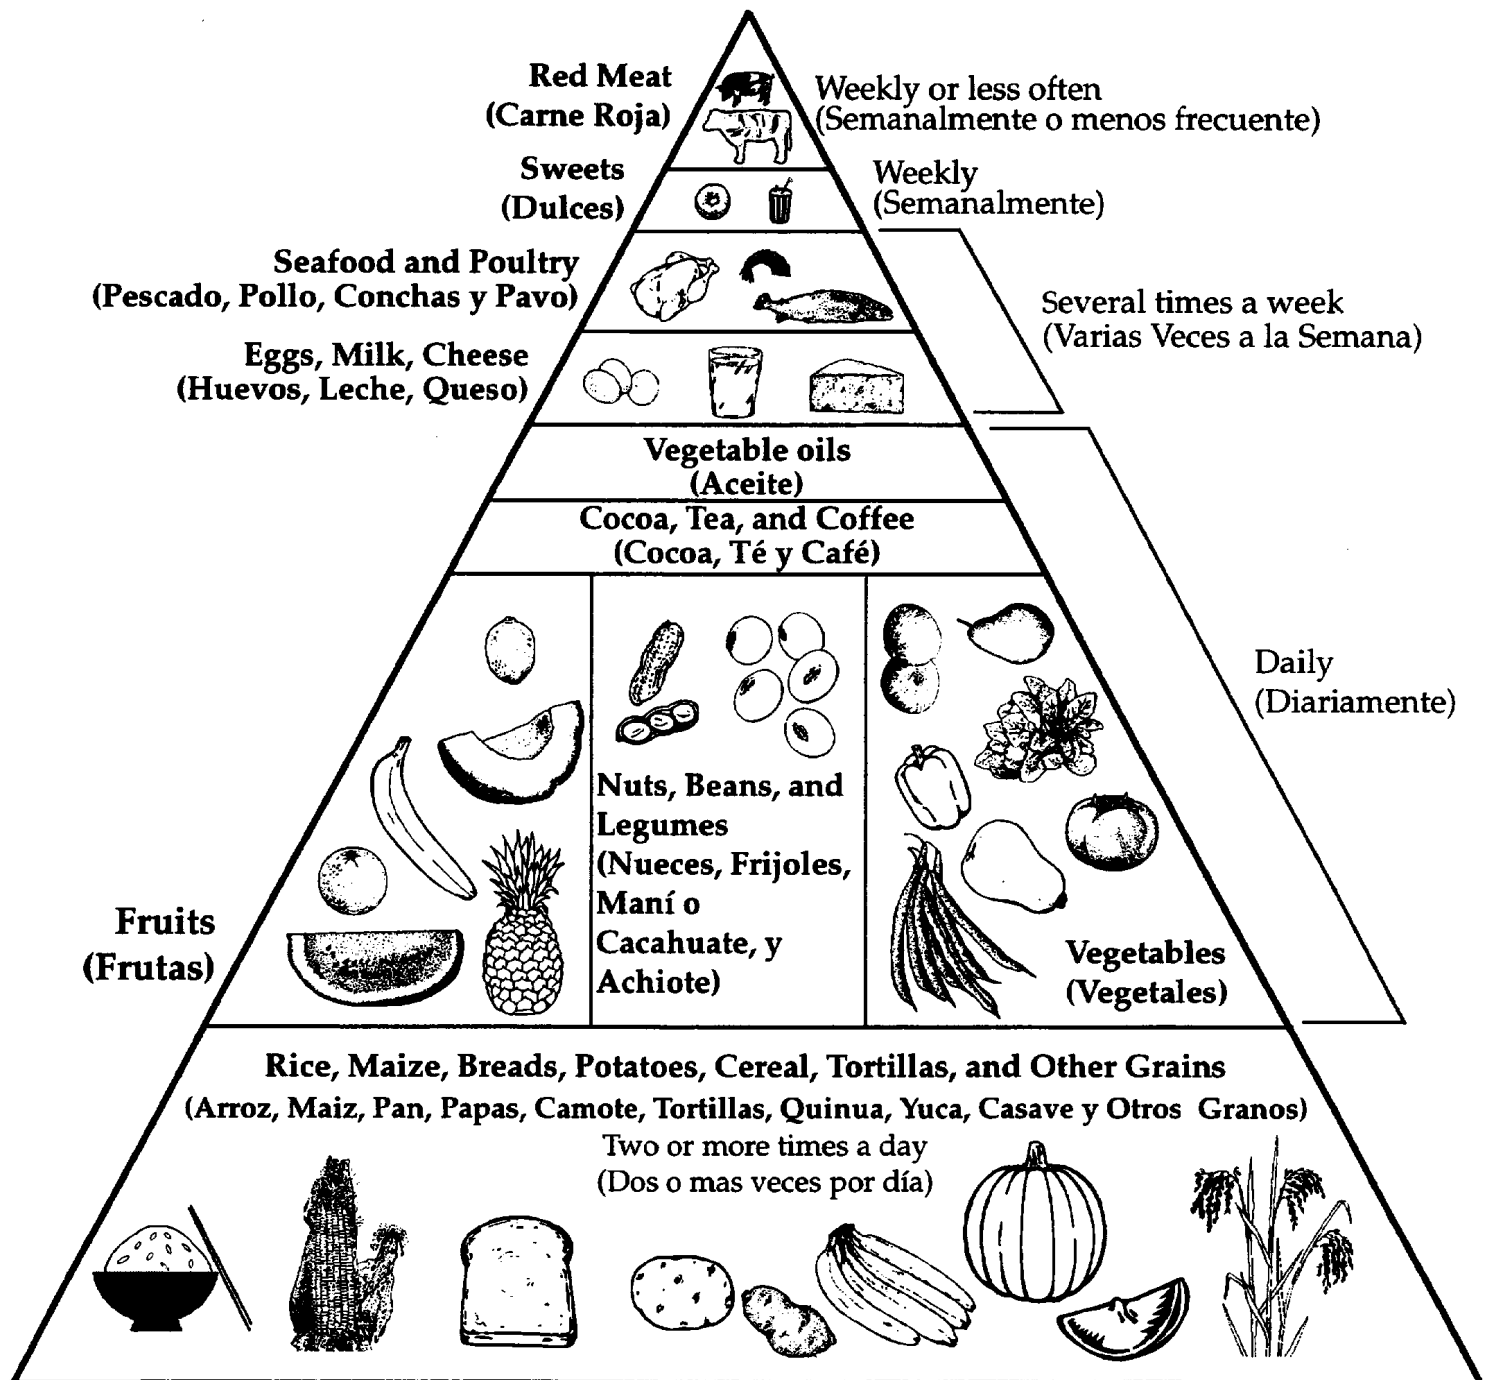 Red Meat
(Carne Roja)
Weekly or less often
(Semanalmente o menos frecuente)
Sweets
(Dulces)
Weekly
(Semanalmente)
Seafood and Poultry
(Pescado, Pollo, Conchas y Pavo)
Several times a week
(Varias Veces a la Semana)
Eggs, Milk, Cheese
(Huevos, Leche, Queso)
Vegetable oils
(Aceite)
Cocoa, Tea, and Coffee
(Cocoa, Té y Café)
Daily
(Diariamente)
Fruits
(Frutas)
Nuts, Beans, and
Legumes
(Nueces, Frijoles,
Maní o
Cacahuate, y
Achiote)
Vegetables
(Vegetales)
Rice, Maize, Breads, Potatoes, Cereal, Tortillas, and Other Grains
(Arroz, Maiz, Pan, Papas, Camote, Tortillas, Quinua, Yuca, Casave y Otros Granos)
Two or more times a day
(Dos o mas veces por día)